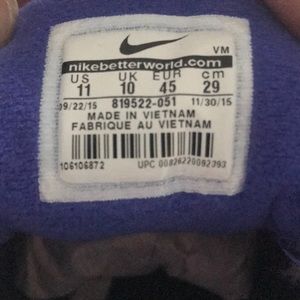 VM
nikebetterworld.com
US UK EUR cm
11 10 45 29
09/22/15 819522-051 11/30/15
MADE IN VIETNAM
FABRIQUE AU VIETNAM
106106872 UPC 00826220092393